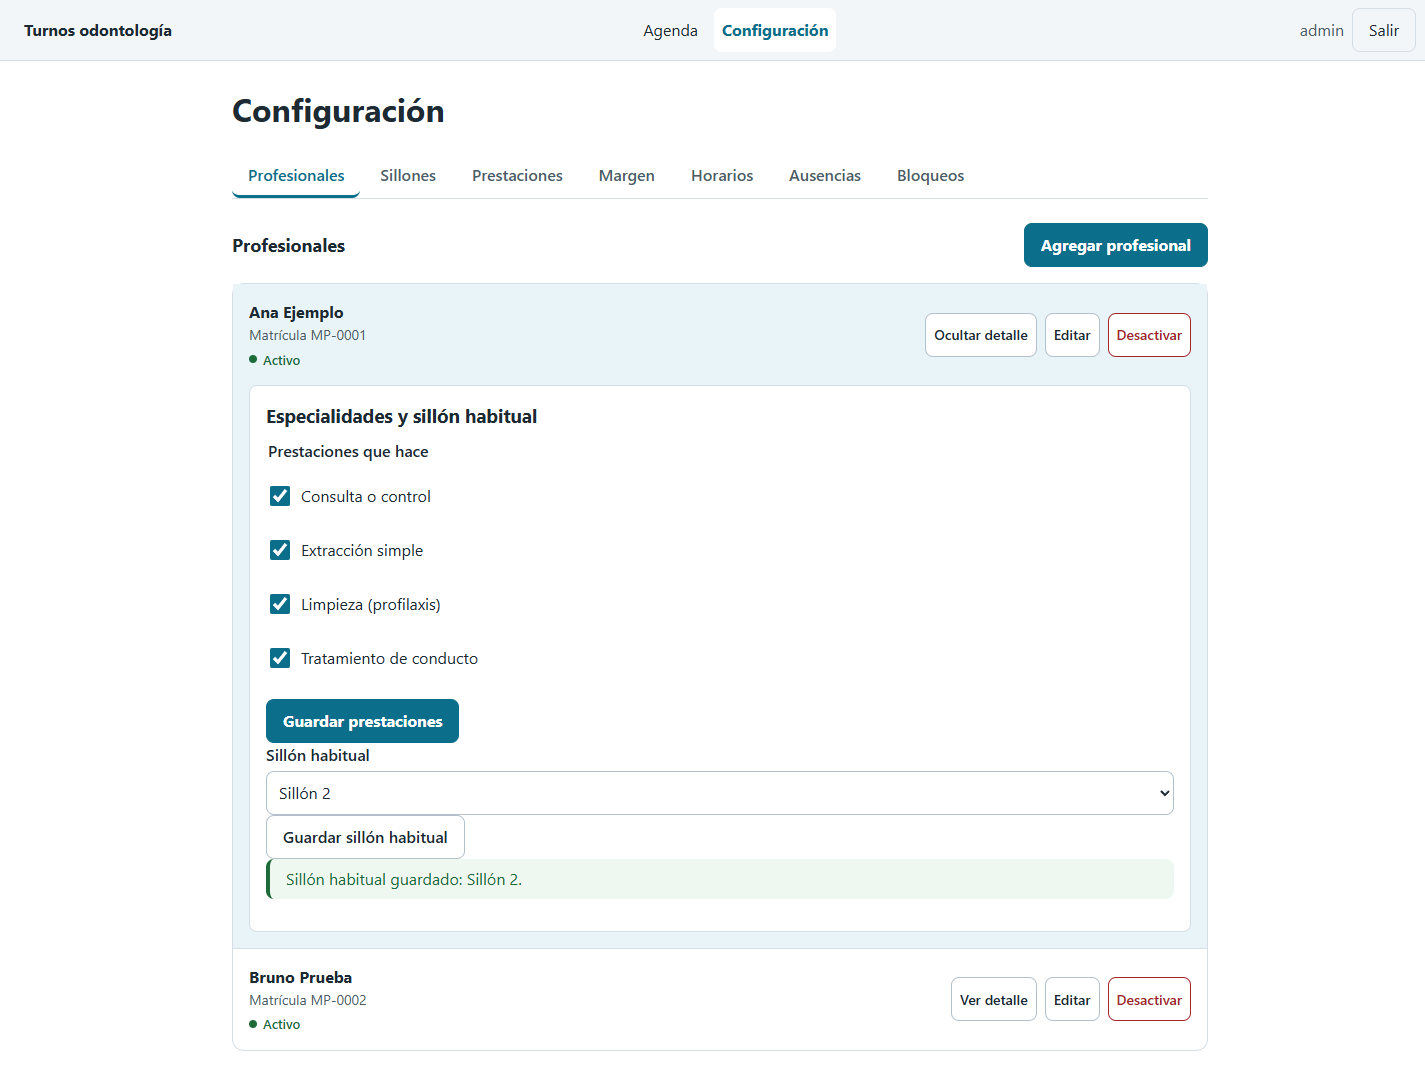 Turnos odontología
Agenda
Configuración
admin
Salir
Configuración
Profesionales
Sillones
Prestaciones
Margen
Horarios
Ausencias
Bloqueos
Profesionales
Agregar profesional
Ana Ejemplo
Matrícula MP-0001
Activo
Ocultar detalle
Editar
Desactivar
Especialidades y sillón habitual
Prestaciones que hace
Consulta o control
Extracción simple
Limpieza (profilaxis)
Tratamiento de conducto
Guardar prestaciones
Sillón habitual
Sillón 2
Guardar sillón habitual
Sillón habitual guardado: Sillón 2.
Bruno Prueba
Matrícula MP-0002
Activo
Ver detalle
Editar
Desactivar